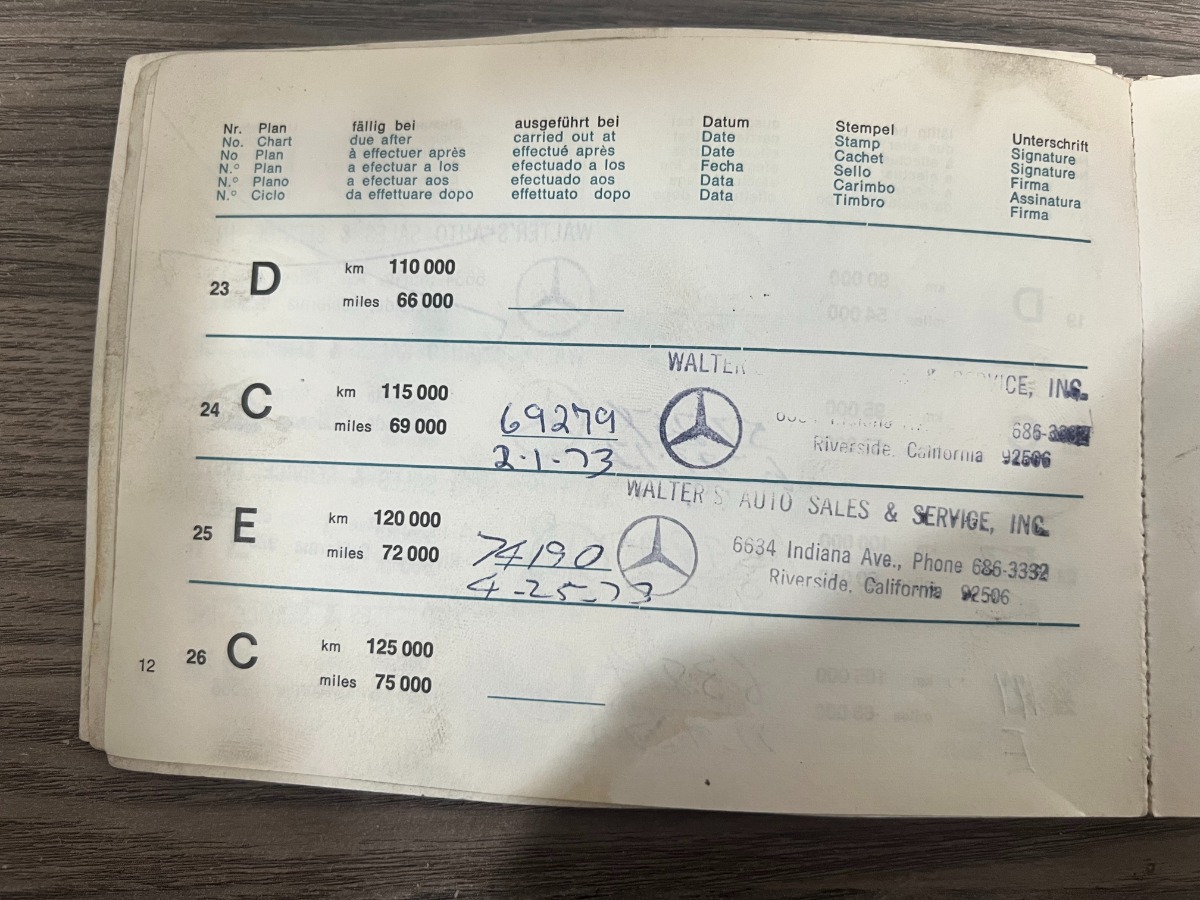 Nr. Plan fällig bei ausgeführt bei Datum Stempel Unterschrift
No. Chart due after carried out at Date Stamp Signature
No Plan à effectuer après effectué après Date Cachet Signature
N.º Plan a efectuar a los efectuado a los Fecha Sello Firma
N.º Plano a efectuar aos efectuado aos Data Carimbo Assinatura
N.º Ciclo da effettuare dopo effettuato dopo Data Timbro Firma
23 D km 110 000
miles 66 000
WALTER & SERVICE, INC.
24 C km 115 000
miles 69 000 69279 686-3332
2-1-73 Riverside, California 92506
WALTER'S AUTO SALES & SERVICE, INC.
25 E km 120 000
miles 72 000 74190 6634 Indiana Ave., Phone 686-3332
4-25-73 Riverside, California 92506
26 C km 125 000
miles 75 000
12